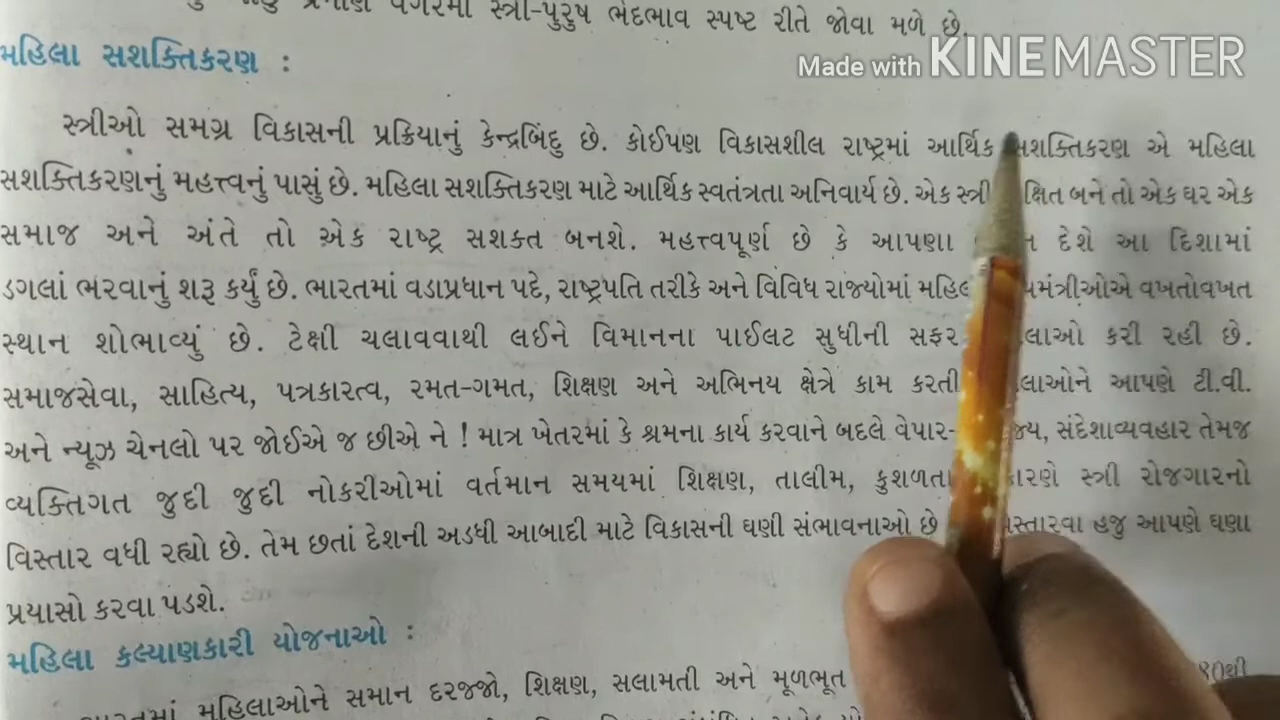 સ્ત્રી-પુરુષ ભેદભાવ સ્પષ્ટ રીતે જોવા મળે છે.
Made with KINEMASTER
મહિલા સશક્તિકરણ :
સ્ત્રીઓ સમગ્ર વિકાસની પ્રક્રિયાનું કેન્દ્રબિંદુ છે. કોઈપણ વિકાસશીલ રાષ્ટ્રમાં આર્થિક સશક્તિકરણ એ મહિલા
સશક્તિકરણનું મહત્ત્વનું પાસું છે. મહિલા સશક્તિકરણ માટે આર્થિક સ્વતંત્રતા અનિવાર્ય છે. એક સ્ત્રી બને તો એક ઘર એક
સમાજ અને અંતે તો એક રાષ્ટ્ર સશક્ત બનશે. મહત્ત્વપૂર્ણ છે કે આપણા દેશે આ દિશામાં
ડગલાં ભરવાનું શરૂ કર્યું છે. ભારતમાં વડાપ્રધાન પદે, રાષ્ટ્રપતિ તરીકે અને વિવિધ રાજ્યોમાં વખતોવખત
સ્થાન શોભાવ્યું છે. ટેક્ષી ચલાવવાથી લઈને વિમાનના પાઈલટ સુધીની સફર કરી રહી છે.
સમાજસેવા, સાહિત્ય, પત્રકારત્વ, રમત-ગમત, શિક્ષણ અને અભિનય ક્ષેત્રે કામ કરતી આપણે ટી.વી.
અને ન્યૂઝ ચેનલો પર જોઈએ જ છીએ ને ! માત્ર ખેતરમાં કે શ્રમના કાર્ય કરવાને બદલે વેપાર- સંદેશાવ્યવહાર તેમજ
વ્યક્તિગત જુદી જુદી નોકરીઓમાં વર્તમાન સમયમાં શિક્ષણ, તાલીમ, કુશળતા સ્ત્રી રોજગારનો
વિસ્તાર વધી રહ્યો છે. તેમ છતાં દેશની અડધી આબાદી માટે વિકાસની ઘણી સંભાવનાઓ છે હજુ આપણે ઘણા
પ્રયાસો કરવા પડશે.
મહિલા કલ્યાણકારી યોજનાઓ :
મહિલાઓને સમાન દરજ્જો, શિક્ષણ, સલામતી અને મૂળભૂત